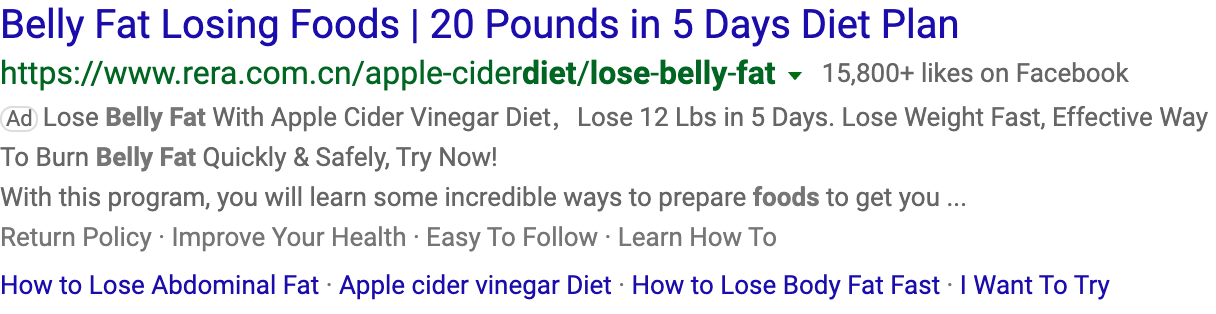 Belly Fat Losing Foods | 20 Pounds in 5 Days Diet Plan
https://www.rera.com.cn/apple-ciderdiet/lose-belly-fat 15,800+ likes on Facebook
Ad Lose Belly Fat With Apple Cider Vinegar Diet， Lose 12 Lbs in 5 Days. Lose Weight Fast, Effective Way
To Burn Belly Fat Quickly & Safely, Try Now!
With this program, you will learn some incredible ways to prepare foods to get you ...
Return Policy · Improve Your Health · Easy To Follow · Learn How To
How to Lose Abdominal Fat · Apple cider vinegar Diet · How to Lose Body Fat Fast · I Want To Try